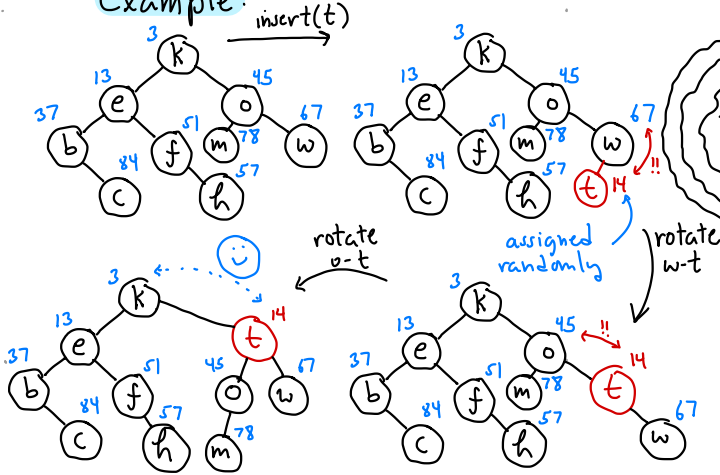 Example:
insert(t)
3
k
13
e
45
o
37
b
51
f
78
m
67
w
84
c
57
h
3
k
13
e
45
o
37
b
51
f
78
m
67
w
84
c
57
h
t
14
!!
assigned
randomly
rotate
w-t
rotate
o-t
3
k
14
t
13
e
37
b
51
f
45
o
67
w
84
c
57
h
78
m
3
k
13
e
45
o
!!
14
t
37
b
51
f
78
m
84
c
57
h
67
w